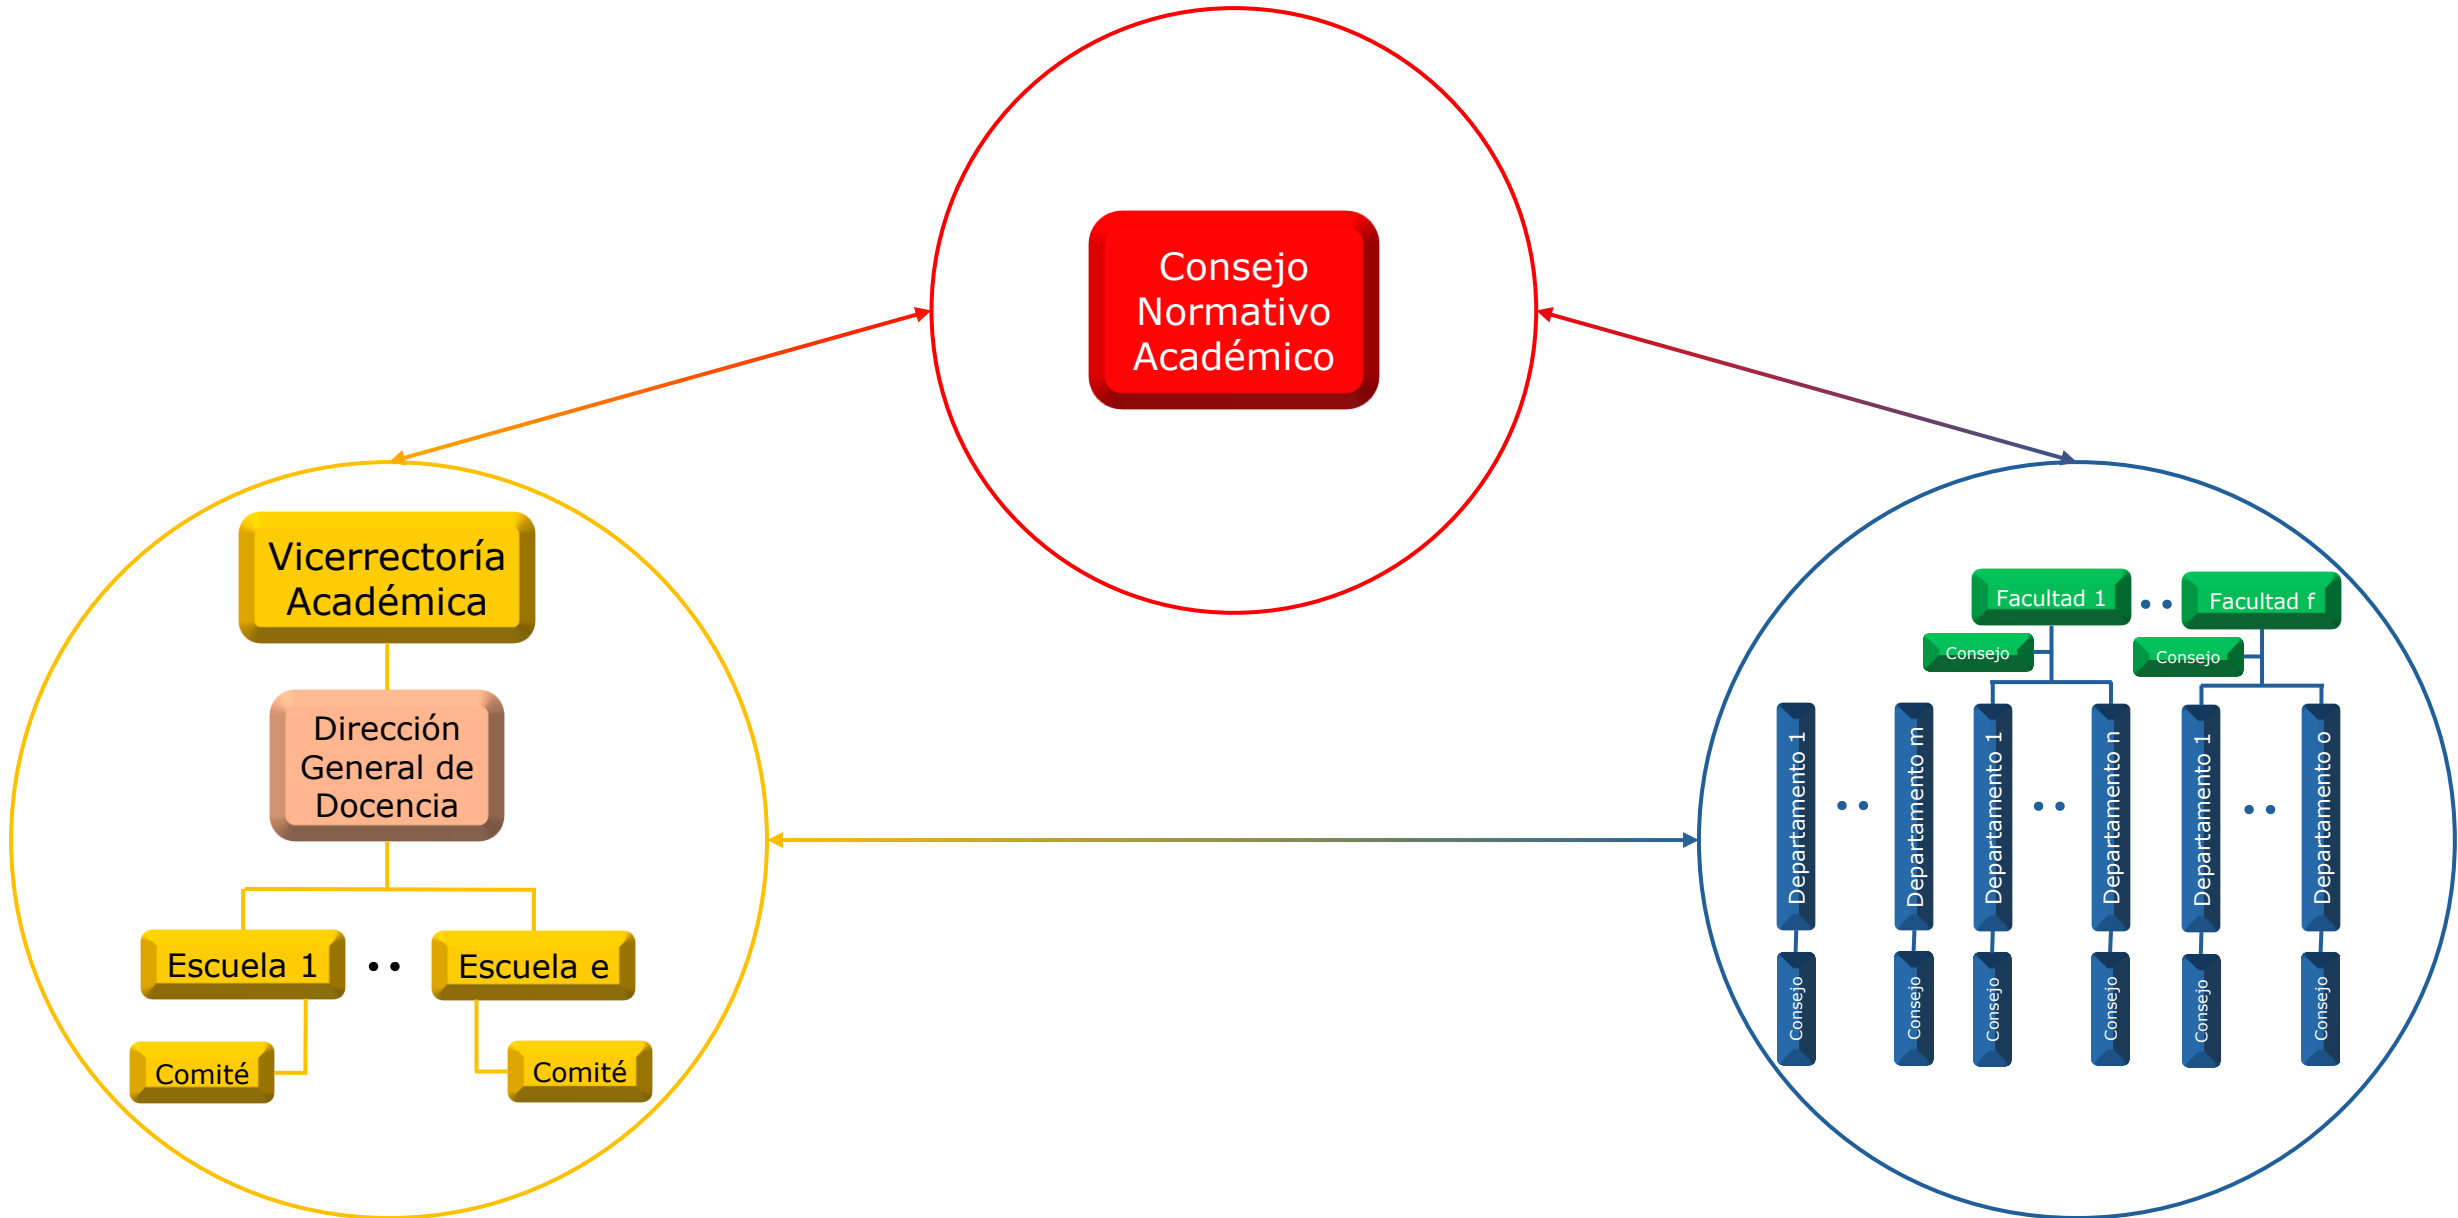 Consejo
Normativo
Académico
Vicerrectoría
Académica
Dirección
General de
Docencia
Escuela 1
Escuela e
Comité
Comité
Facultad 1
Facultad f
Consejo
Consejo
Departamento 1
Departamento m
Departamento 1
Departamento n
Departamento 1
Departamento o
Consejo
Consejo
Consejo
Consejo
Consejo
Consejo